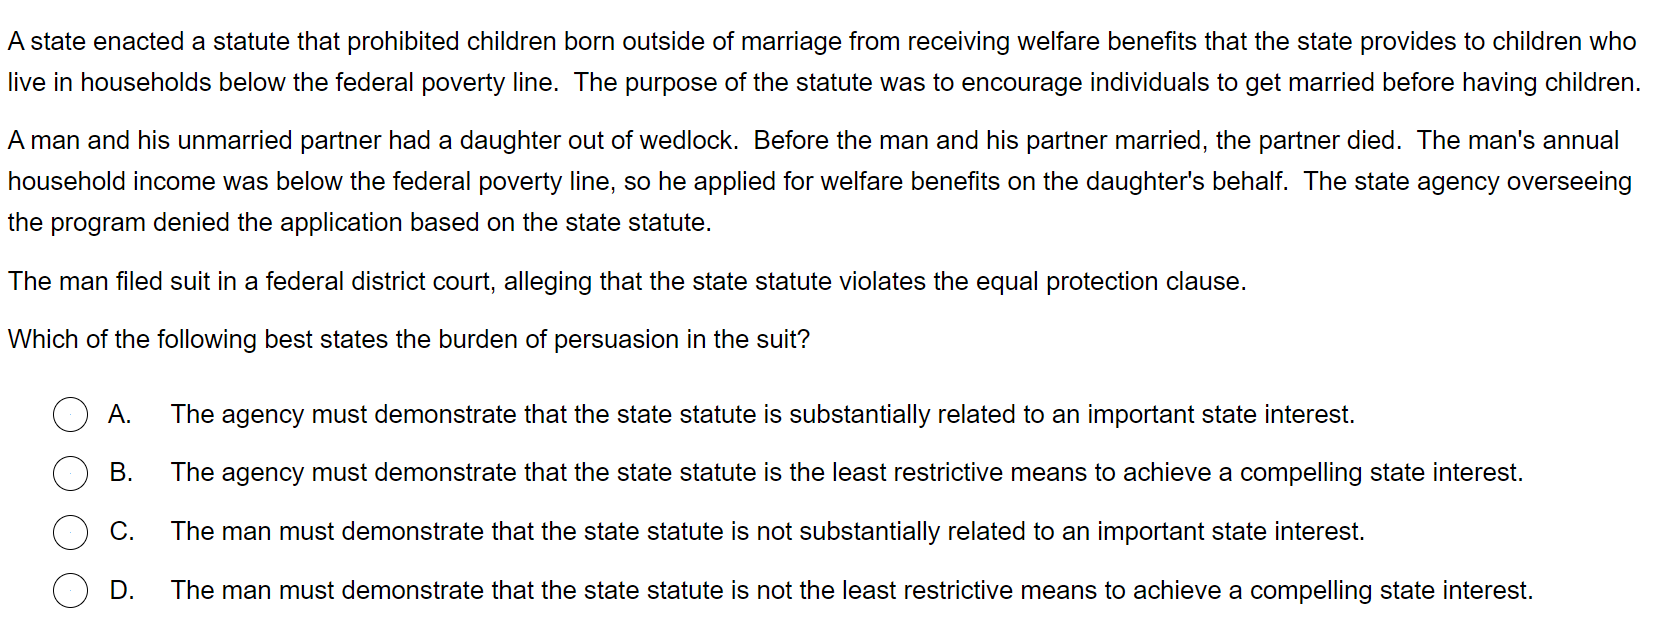 A state enacted a statute that prohibited children born outside of marriage from receiving welfare benefits that the state provides to children who
live in households below the federal poverty line.  The purpose of the statute was to encourage individuals to get married before having children.
A man and his unmarried partner had a daughter out of wedlock.  Before the man and his partner married, the partner died.  The man's annual
household income was below the federal poverty line, so he applied for welfare benefits on the daughter's behalf.  The state agency overseeing
the program denied the application based on the state statute.
The man filed suit in a federal district court, alleging that the state statute violates the equal protection clause.
Which of the following best states the burden of persuasion in the suit?
A. The agency must demonstrate that the state statute is substantially related to an important state interest.
B. The agency must demonstrate that the state statute is the least restrictive means to achieve a compelling state interest.
C. The man must demonstrate that the state statute is not substantially related to an important state interest.
D. The man must demonstrate that the state statute is not the least restrictive means to achieve a compelling state interest.